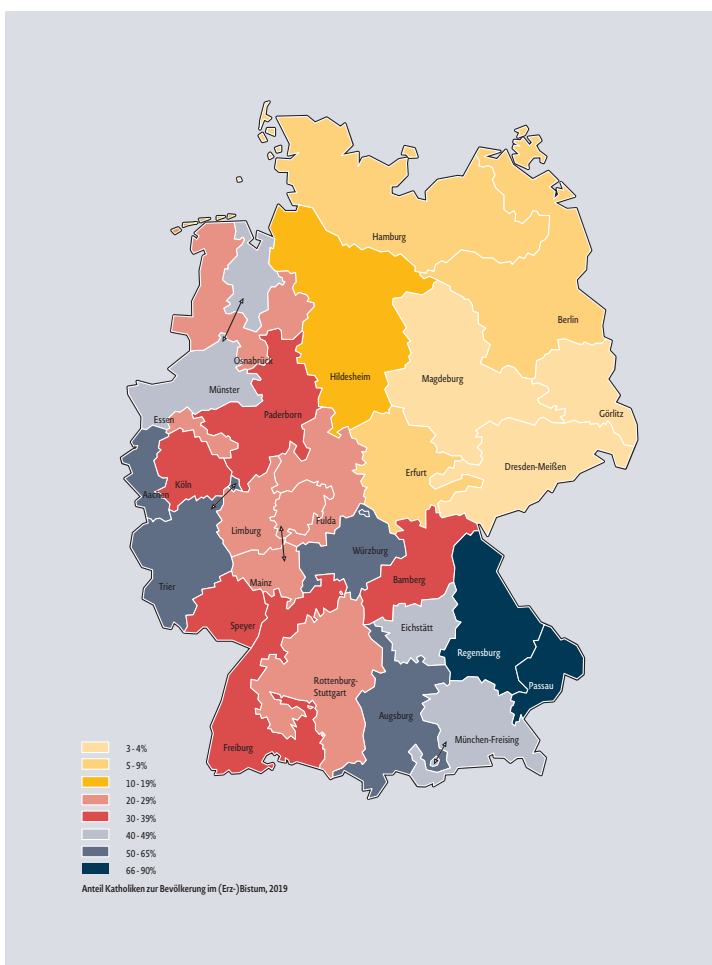 Hamburg
Berlin
Osnabrück
Hildesheim
Magdeburg
Münster
Görlitz
Paderborn
Essen
Dresden-Meißen
Erfurt
Köln
Aachen
Fulda
Limburg
Würzburg
Bamberg
Mainz
Trier
Speyer
Eichstätt
Regensburg
Rottenburg-
Stuttgart
Passau
Augsburg
München-Freising
Freiburg
3 - 4%
5 - 9%
10 - 19%
20 - 29%
30 - 39%
40 - 49%
50 - 65%
66 - 90%
Anteil Katholiken zur Bevölkerung im (Erz-)Bistum, 2019